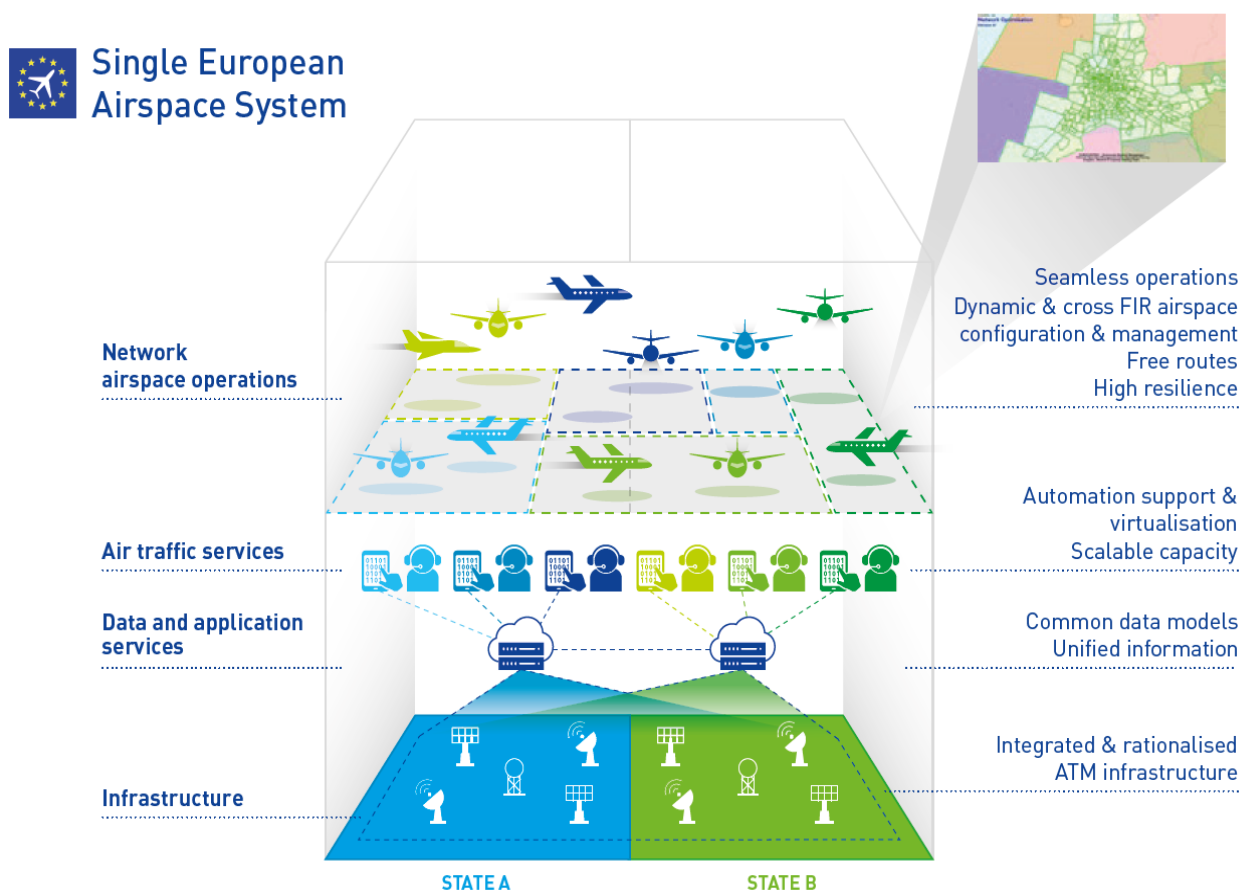 Single European
Airspace System
Network Optimisation
Network
airspace operations
Seamless operations
Dynamic & cross FIR airspace
configuration & management
Free routes
High resilience
Air traffic services
Automation support &
virtualisation
Scalable capacity
Data and application
services
Common data models
Unified information
Infrastructure
Integrated & rationalised
ATM infrastructure
STATE A
STATE B